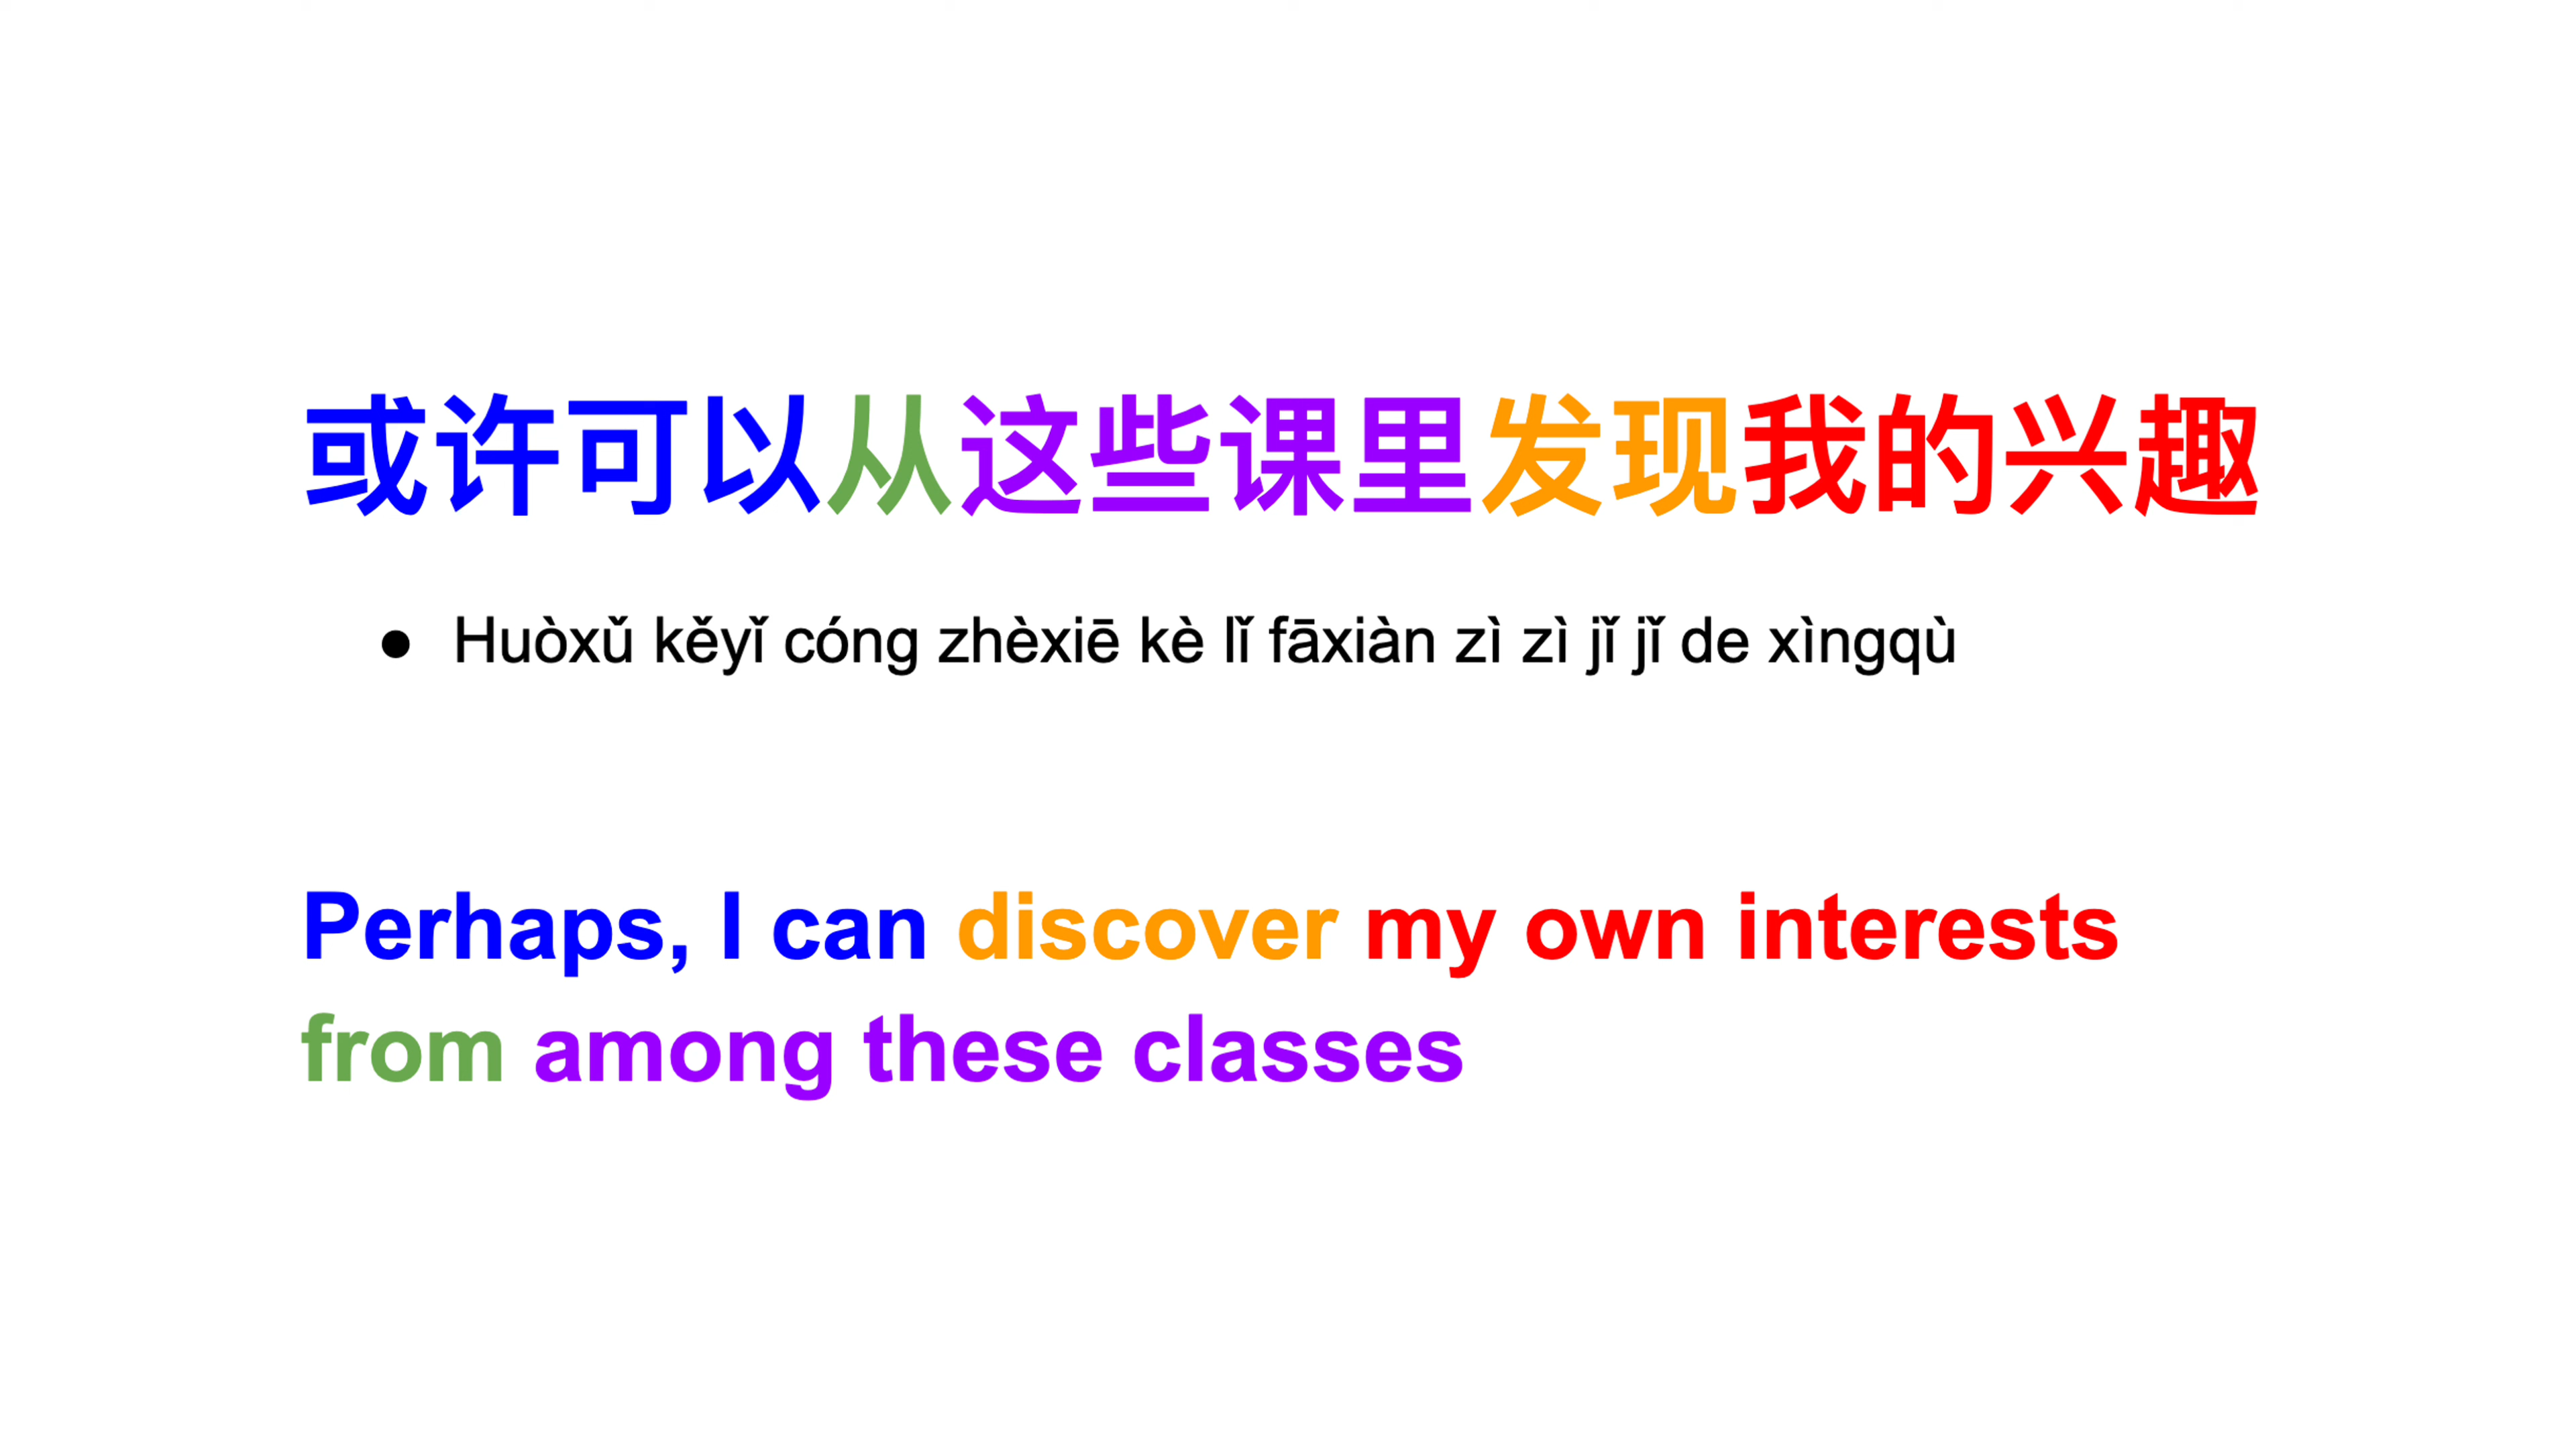 或许可以从这些课里发现我的兴趣
● Huòxǔ kěyǐ cóng zhèxiē kè lǐ fāxiàn zì zì jǐ jǐ de xìngqù
Perhaps, I can discover my own interests
from among these classes